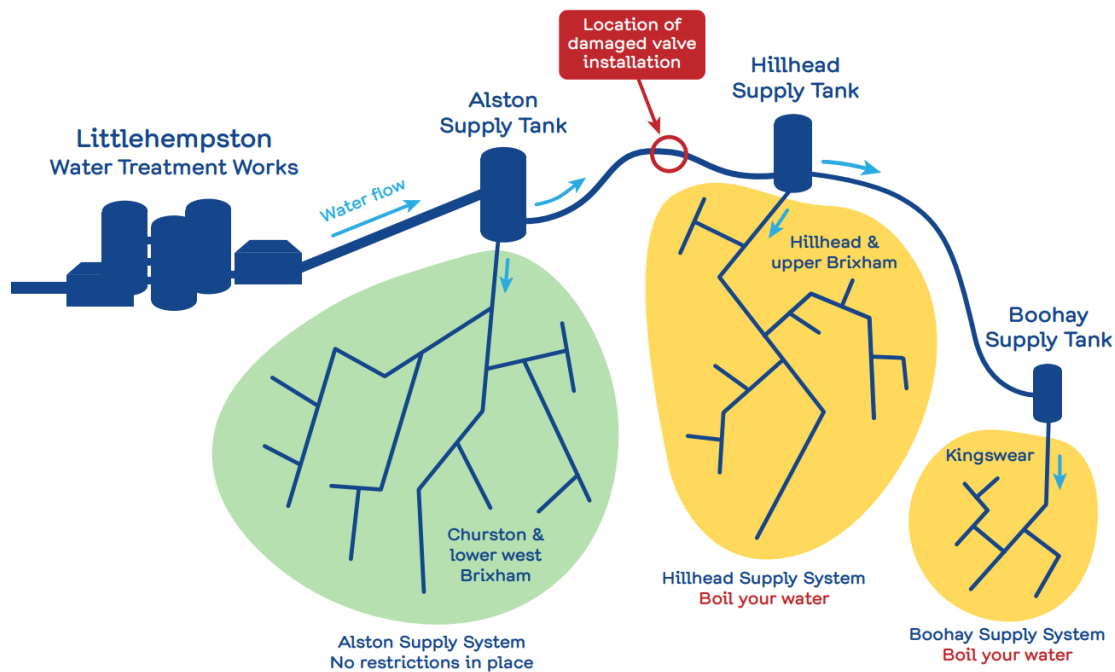 Location of
damaged valve
installation
Hillhead
Supply Tank
Alston
Supply Tank
Littlehempston
Water Treatment Works
Water flow
Hillhead &
upper Brixham
Boohay
Supply Tank
Kingswear
Churston &
lower west
Brixham
Hillhead Supply System
Boil your water
Alston Supply System
No restrictions in place
Boohay Supply System
Boil your water